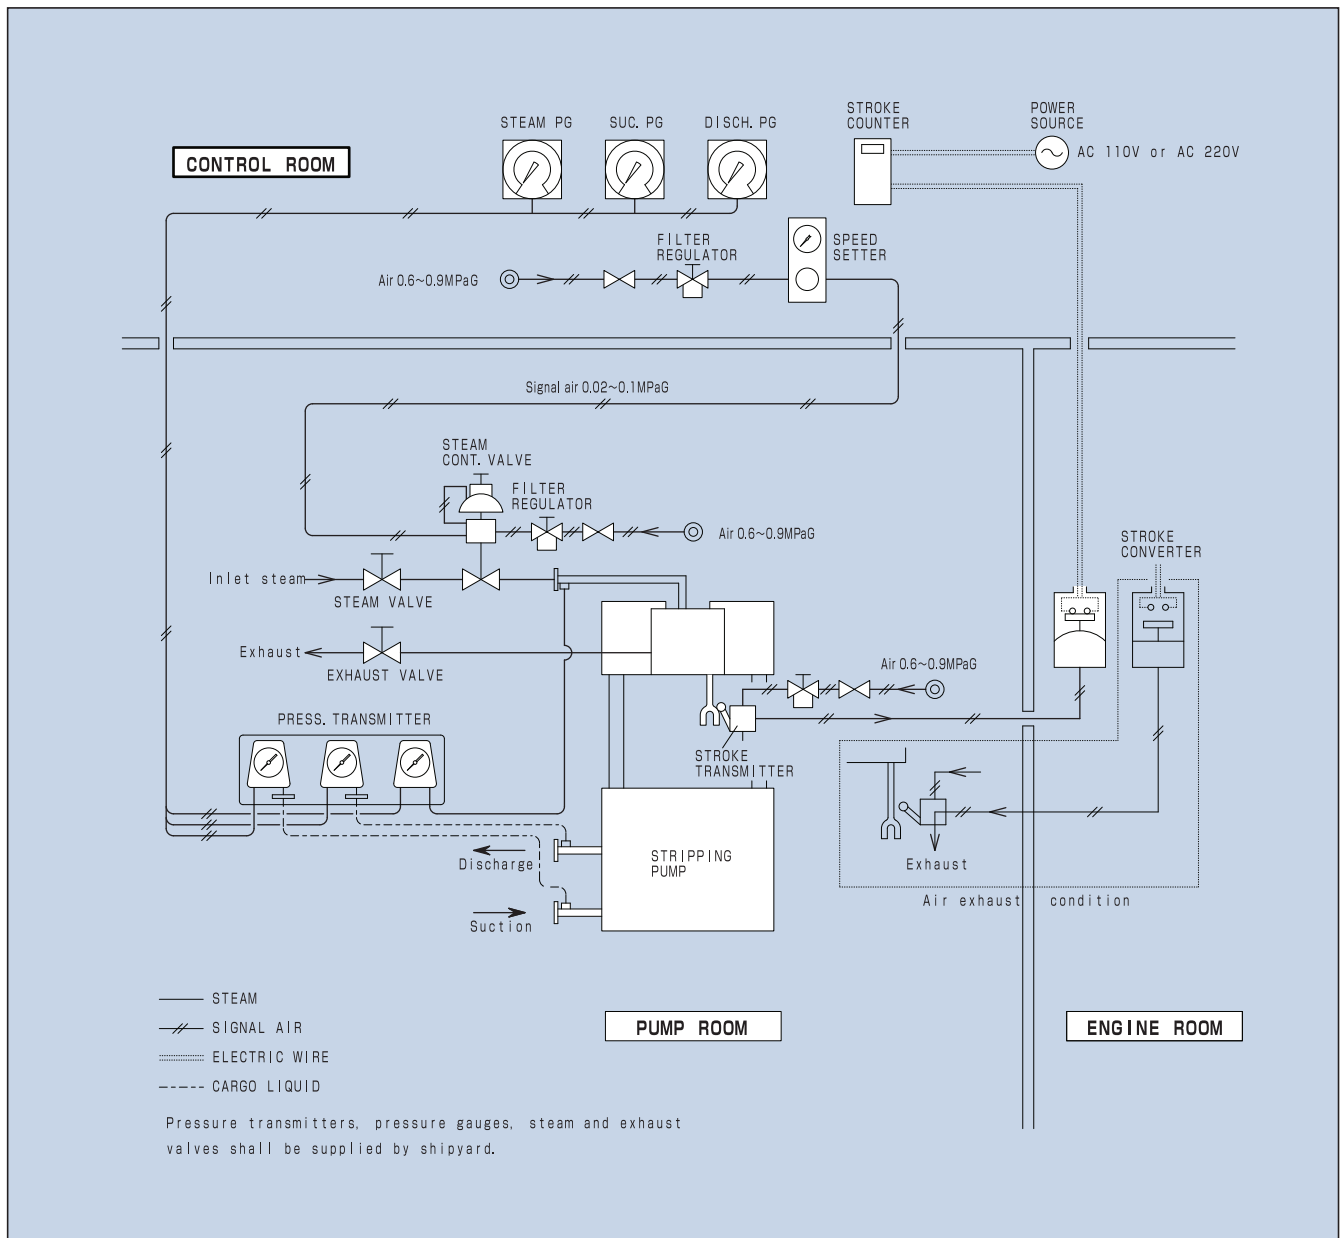 STEAM PG
SUC. PG
DISCH. PG
STROKE
COUNTER
POWER
SOURCE
AC 110V or AC 220V
CONTROL ROOM
FILTER
REGULATOR
SPEED
SETTER
Air 0.6~0.9MPaG
Signal air 0.02~0.1MPaG
STEAM
CONT. VALVE
FILTER
REGULATOR
Air 0.6~0.9MPaG
STROKE
CONVERTER
Inlet steam
STEAM VALVE
Exhaust
EXHAUST VALVE
Air 0.6~0.9MPaG
PRESS. TRANSMITTER
STROKE
TRANSMITTER
Discharge
STRIPPING
PUMP
Exhaust
Air exhaust condition
Suction
STEAM
SIGNAL AIR
ELECTRIC WIRE
CARGO LIQUID
PUMP ROOM
ENGINE ROOM
Pressure transmitters, pressure gauges, steam and exhaust
valves shall be supplied by shipyard.